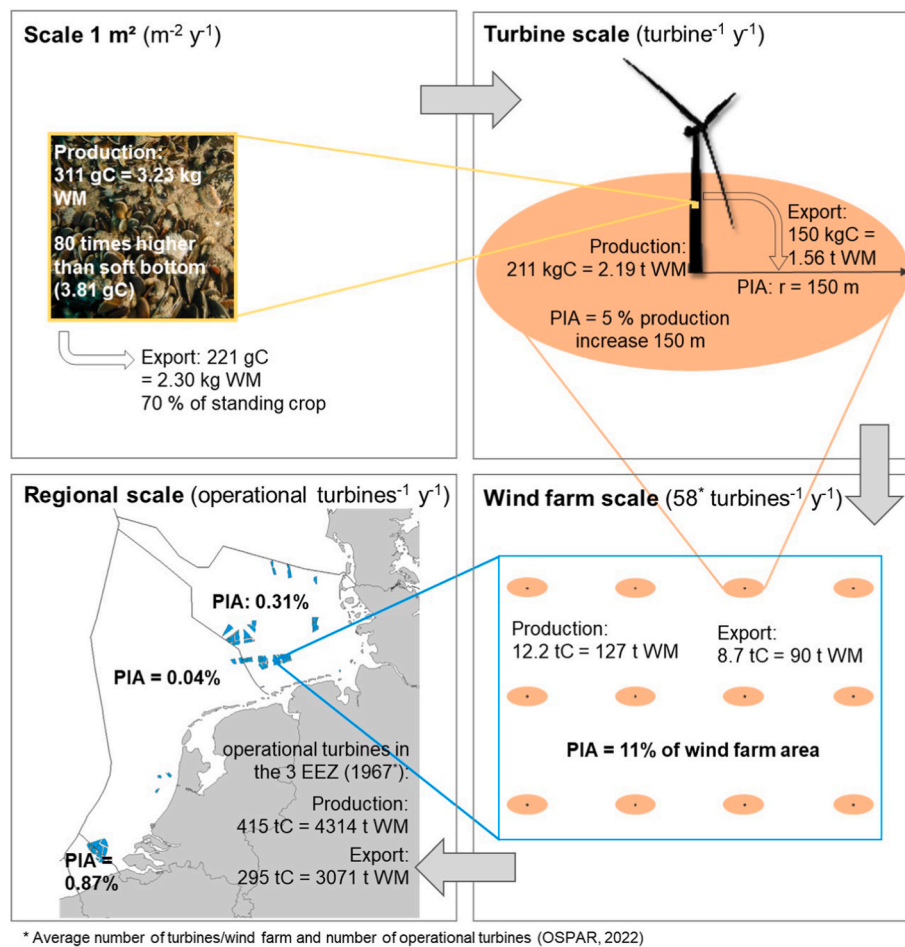 Scale 1 m² (m⁻² y⁻¹)
Production:
311 gC = 3.23 kg
WM
80 times higher
than soft bottom
(3.81 gC)
Export: 221 gC
= 2.30 kg WM
70 % of standing crop
Turbine scale (turbine⁻¹ y⁻¹)
Export:
150 kgC =
1.56 t WM
Production:
211 kgC = 2.19 t WM
PIA: r = 150 m
PIA = 5 % production
increase 150 m
Regional scale (operational turbines⁻¹ y⁻¹)
PIA: 0.31%
PIA = 0.04%
operational turbines in
the 3 EEZ (1967*):
Production:
415 tC = 4314 t WM
Export:
295 tC = 3071 t WM
PIA =
0.87%
Wind farm scale (58* turbines⁻¹ y⁻¹)
Production:
12.2 tC = 127 t WM
Export:
8.7 tC = 90 t WM
PIA = 11% of wind farm area
* Average number of turbines/wind farm and number of operational turbines (OSPAR, 2022)